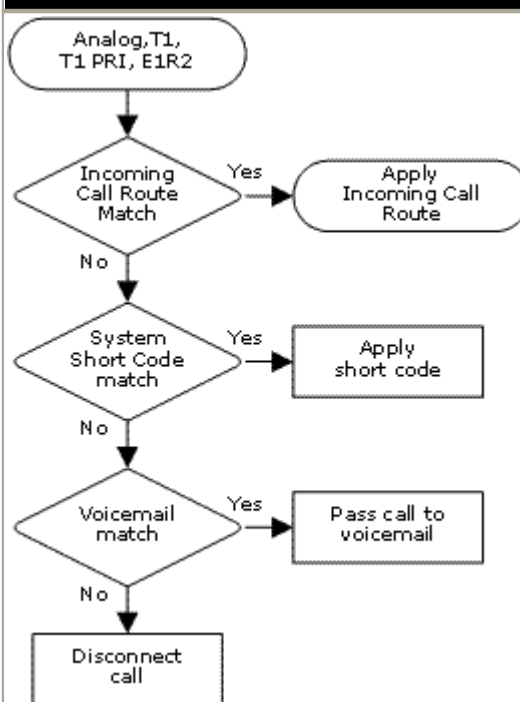 Analog,T1,
T1 PRI, E1R2
Incoming
Call Route
Match
Yes
Apply
Incoming Call
Route
No
System
Short Code
match
Yes
Apply
short code
No
Voicemail
match
Yes
Pass call to
voicemail
No
Disconnect
call